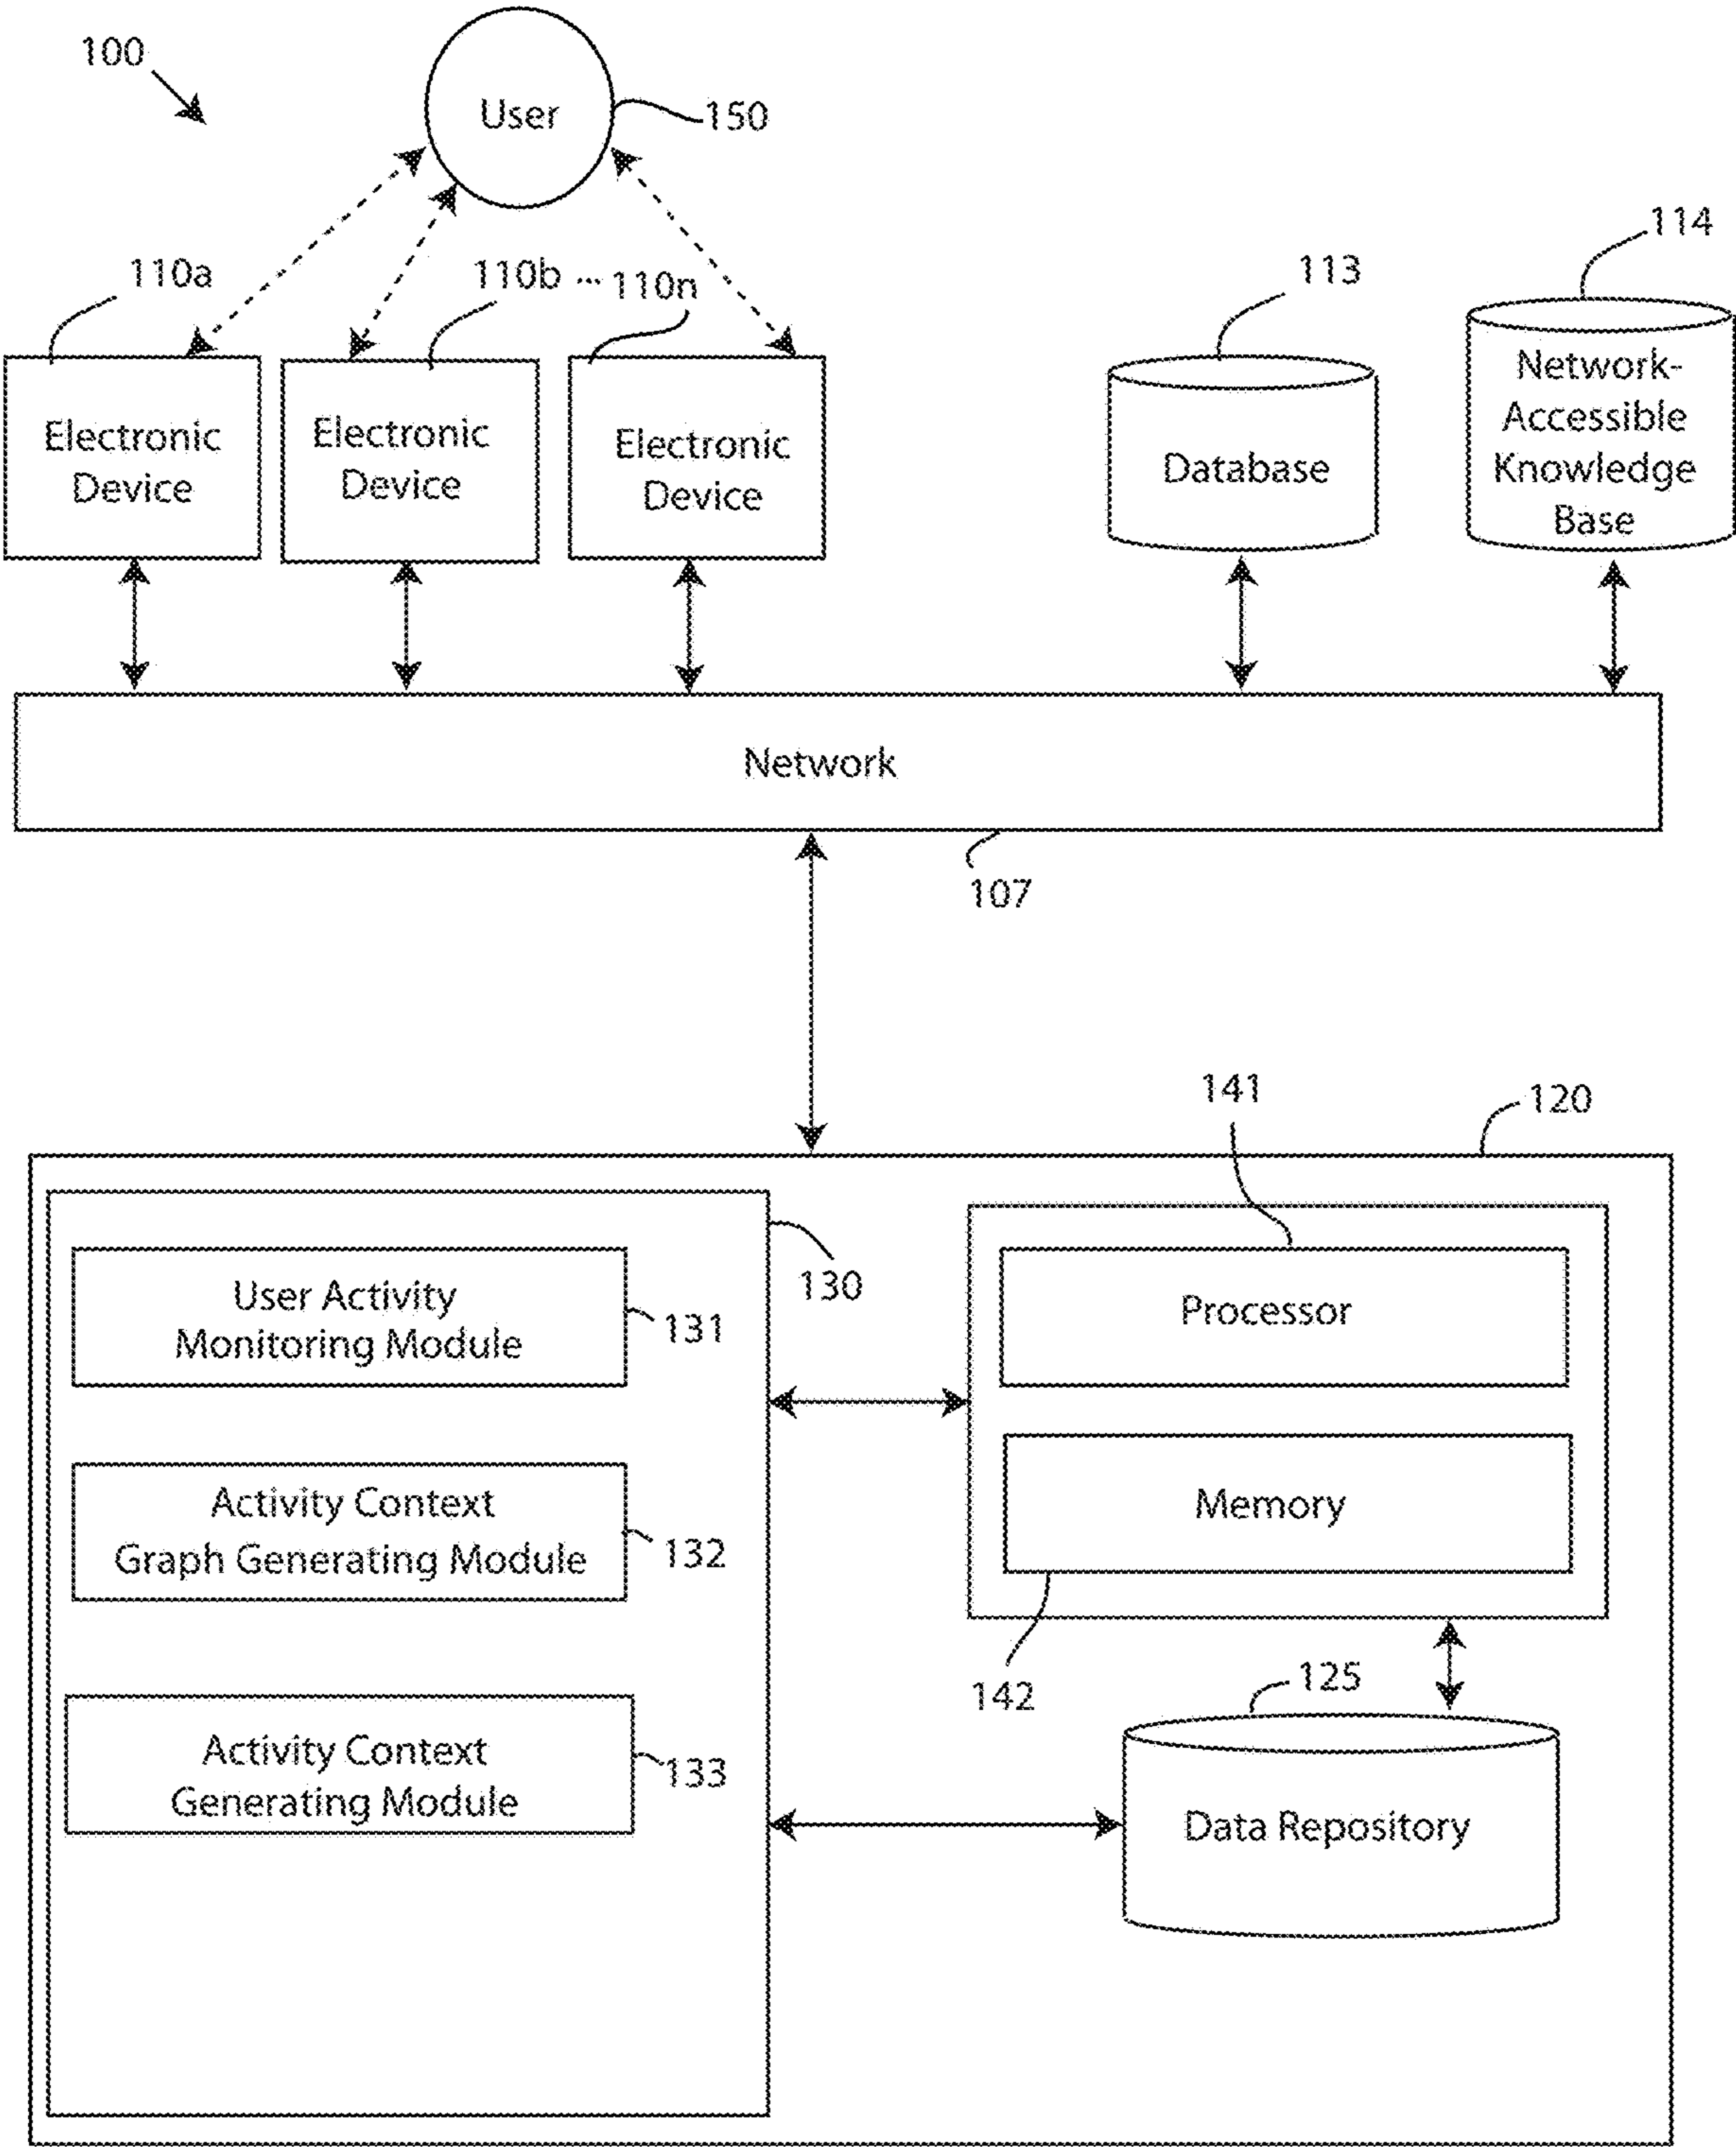 100
User
150
110a
110b ... 110n
113
114
Electronic
Device
Electronic
Device
Electronic
Device
Database
Network-
Accessible
Knowledge
Base
Network
107
120
141
130
User Activity
Monitoring Module
131
Processor
Activity Context
Graph Generating Module
132
Memory
142
125
Activity Context
Generating Module
133
Data Repository